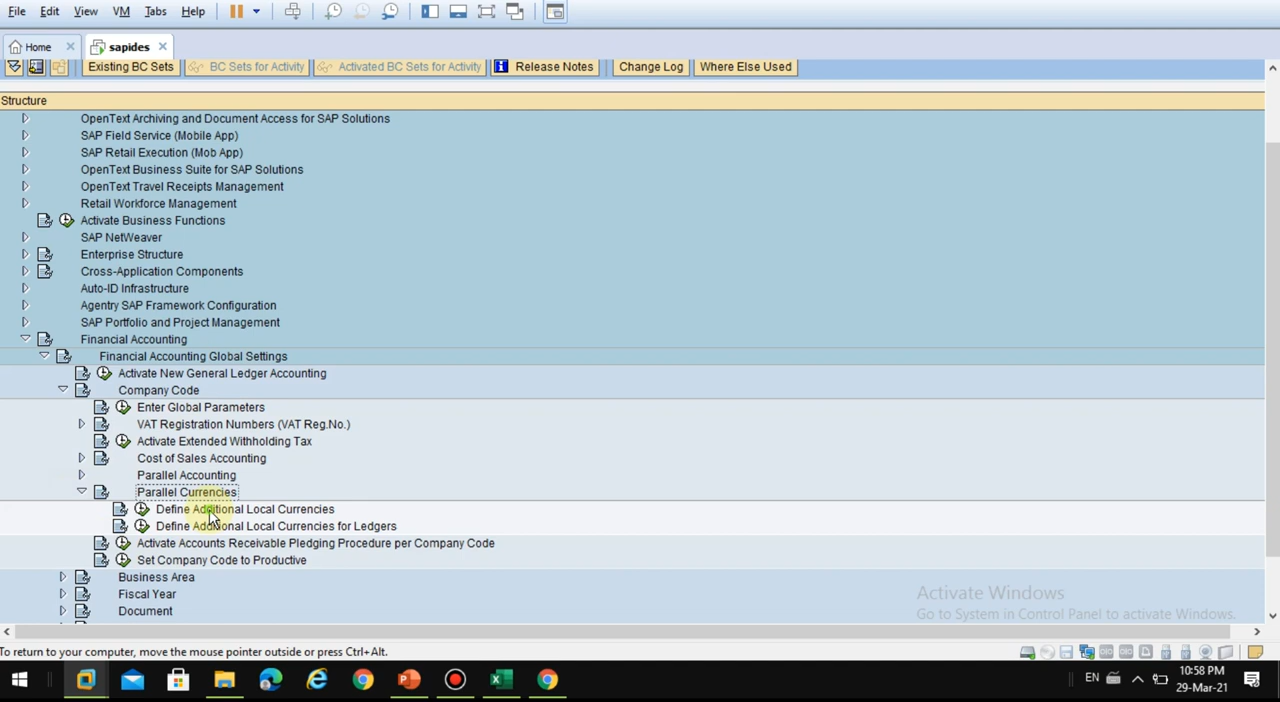 File Edit View VM Tabs Help
Home sapides
Existing BC Sets BC Sets for Activity Activated BC Sets for Activity Release Notes Change Log Where Else Used
Structure
OpenText Archiving and Document Access for SAP Solutions
SAP Field Service (Mobile App)
SAP Retail Execution (Mob App)
OpenText Business Suite for SAP Solutions
OpenText Travel Receipts Management
Retail Workforce Management
Activate Business Functions
SAP NetWeaver
Enterprise Structure
Cross-Application Components
Auto-ID Infrastructure
Agentry SAP Framework Configuration
SAP Portfolio and Project Management
Financial Accounting
Financial Accounting Global Settings
Activate New General Ledger Accounting
Company Code
Enter Global Parameters
VAT Registration Numbers (VAT Reg.No.)
Activate Extended Withholding Tax
Cost of Sales Accounting
Parallel Accounting
Parallel Currencies
Define Additional Local Currencies
Define Additional Local Currencies for Ledgers
Activate Accounts Receivable Pledging Procedure per Company Code
Set Company Code to Productive
Business Area
Fiscal Year
Document
Activate Windows
Go to System in Control Panel to activate Windows.
To return to your computer, move the mouse pointer outside or press Ctrl+Alt.
EN
10:58 PM
29-Mar-21